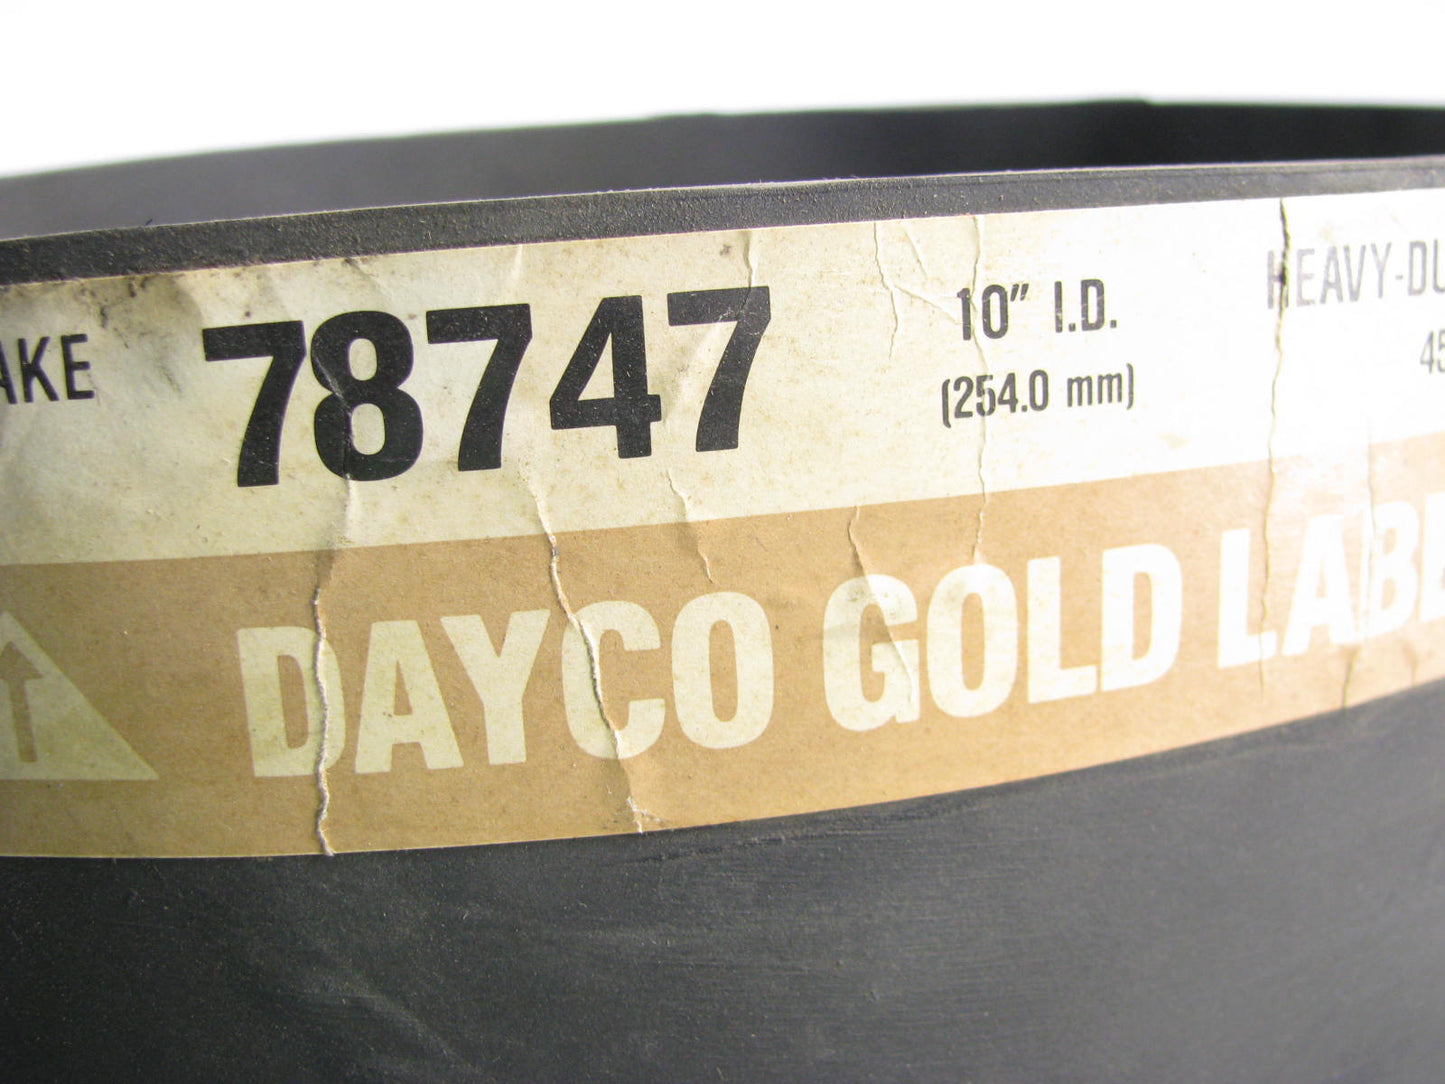 AKE 78747 10" I.D. HEAVY-DU
(254.0 mm) 45
DAYCO GOLD LABE